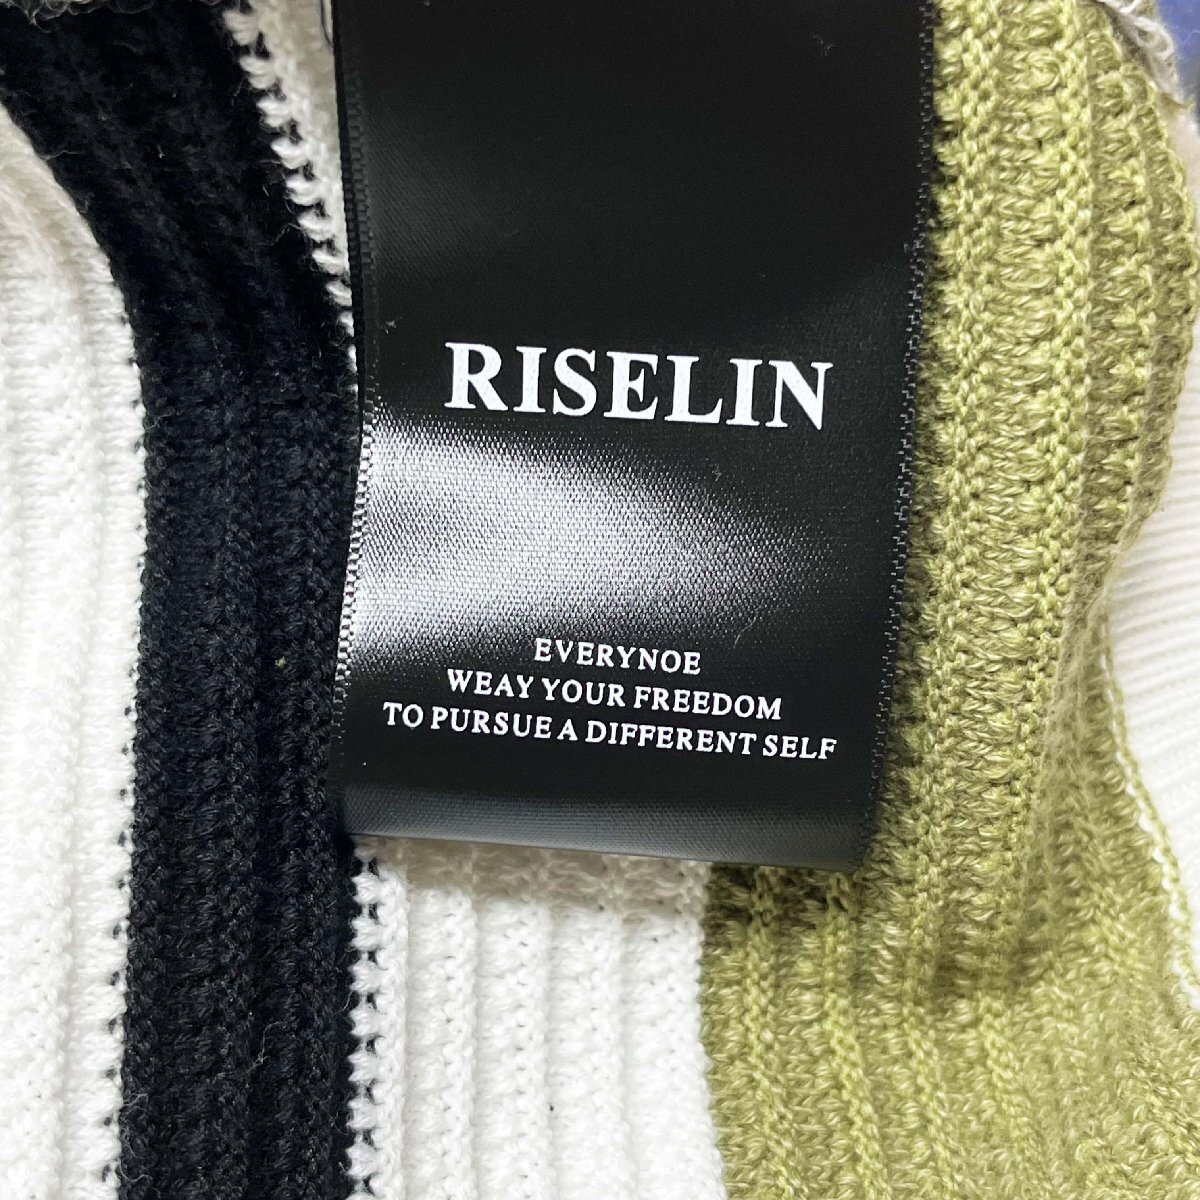 RISELIN
EVERYNOE
WEAY YOUR FREEDOM
TO PURSUE A DIFFERENT SELF